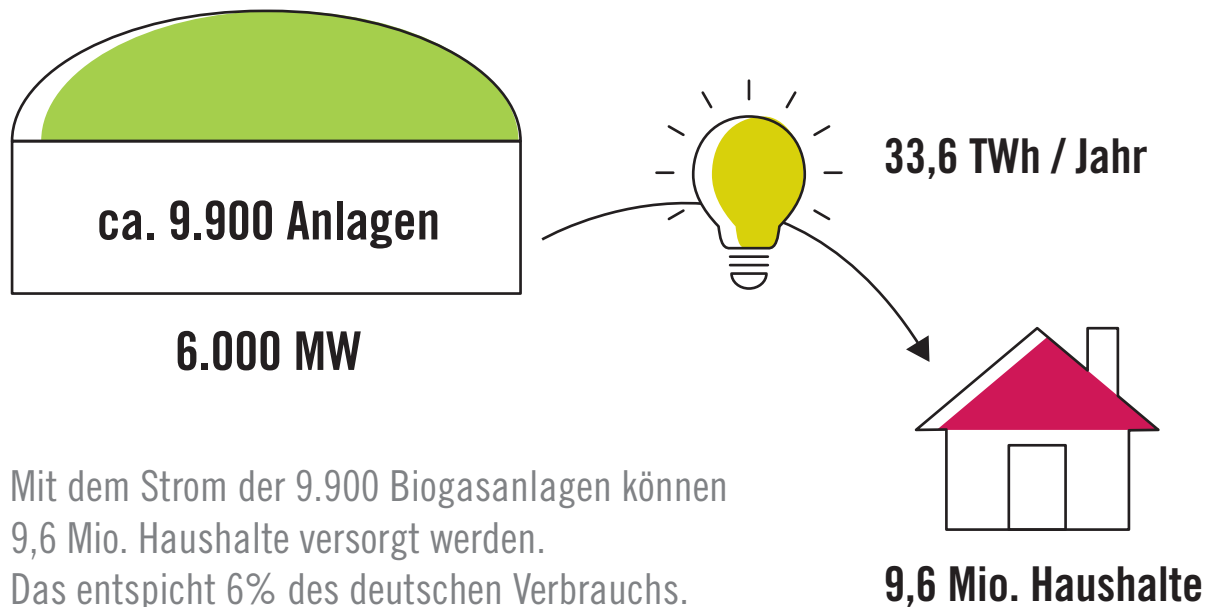 ca. 9.900 Anlagen
6.000 MW
33,6 TWh / Jahr
9,6 Mio. Haushalte
Mit dem Strom der 9.900 Biogasanlagen können
9,6 Mio. Haushalte versorgt werden.
Das entspicht 6% des deutschen Verbrauchs.